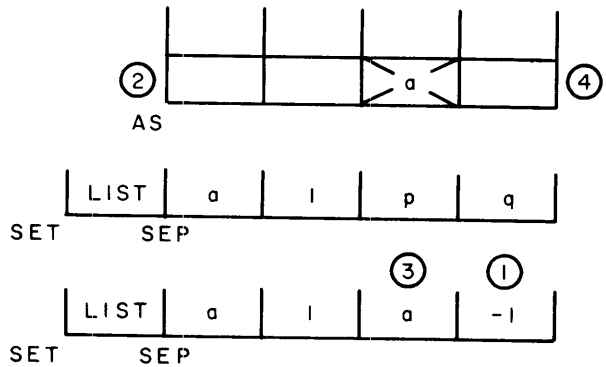 ② a ④
AS
LIST a 1 p q
SET SEP
③ ①
LIST a 1 a -1
SET SEP